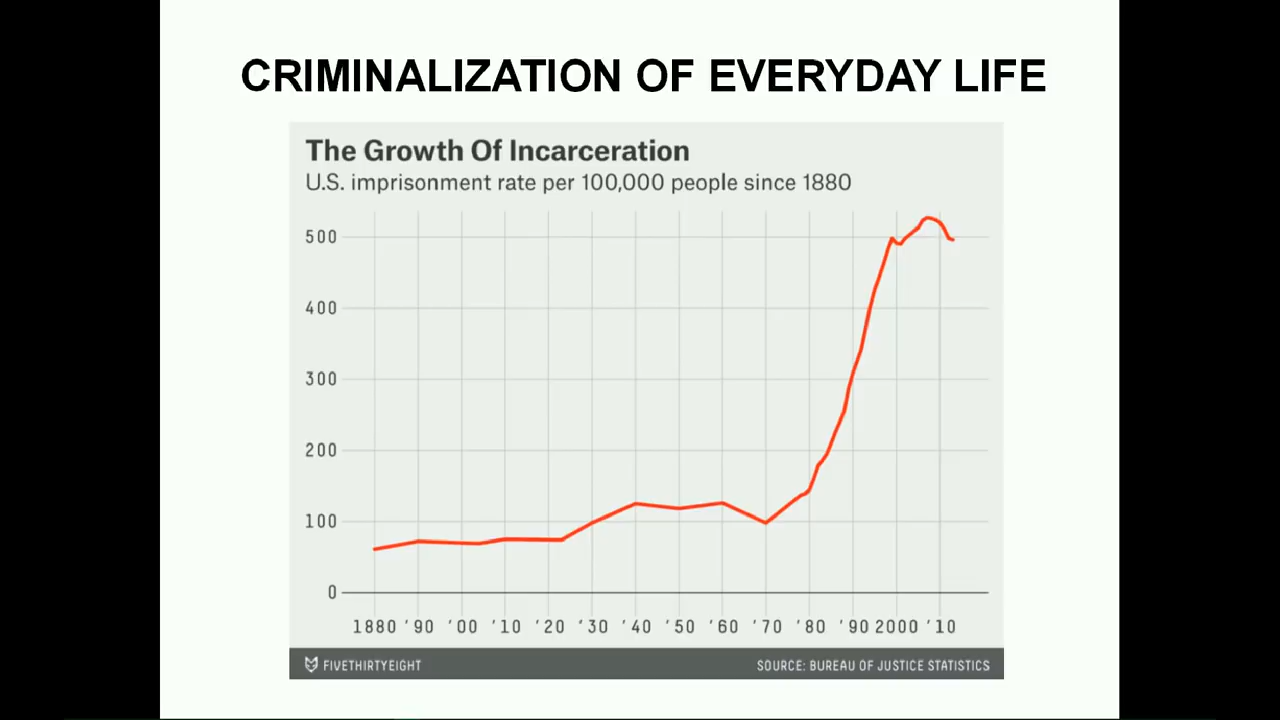 CRIMINALIZATION OF EVERYDAY LIFE
The Growth Of Incarceration
U.S. imprisonment rate per 100,000 people since 1880
500
400
300
200
100
0
1880 '90 '00 '10 '20 '30 '40 '50 '60 '70 '80 '90 2000 '10
FIVETHIRTYEIGHT SOURCE: BUREAU OF JUSTICE STATISTICS